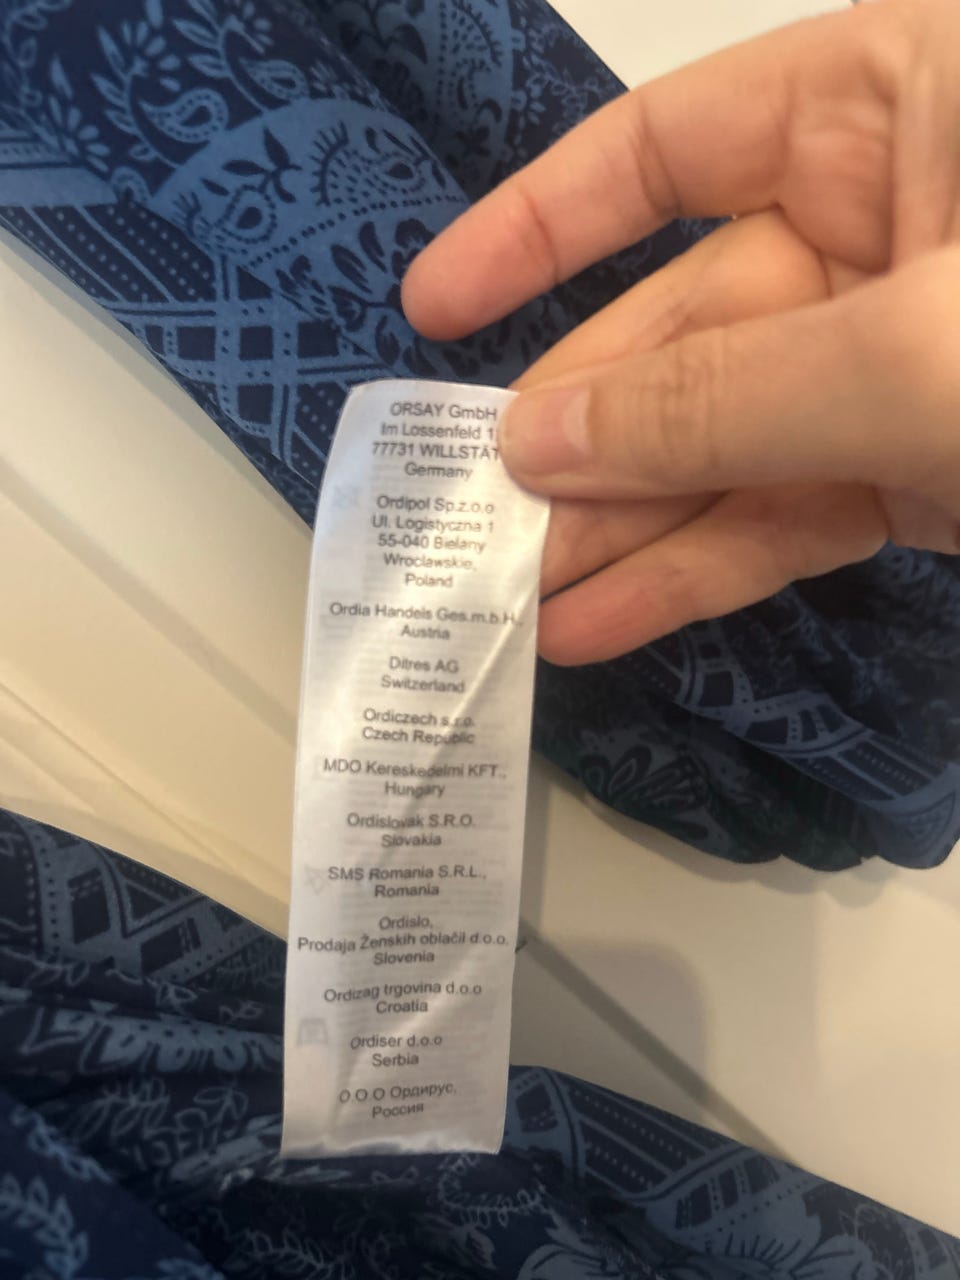 ORSAY GmbH
Im Lossenfeld
77731
Germany
Ordipol Sp.z.o.o
Ul. Logistyczna 1
55-040 Bielany
Wroclawskie,
Poland
Ordia Handels Ges.m.b.H.,
Austria
Ditres AG
Switzerland
Ordiczech s.r.o.
Czech Republic
MDO Kereskedelmi KFT.,
Hungary
Ordislovak S.R.O.
Slovakia
SMS Romania S.R.L.,
Romania
Ordislo,
Prodaja Ženskih oblačil d.o.o.
Slovenia
Ordizag trgovina d.o.o
Croatia
Ordiser d.o.o
Serbia
О.О.О Ордирус,
Россия